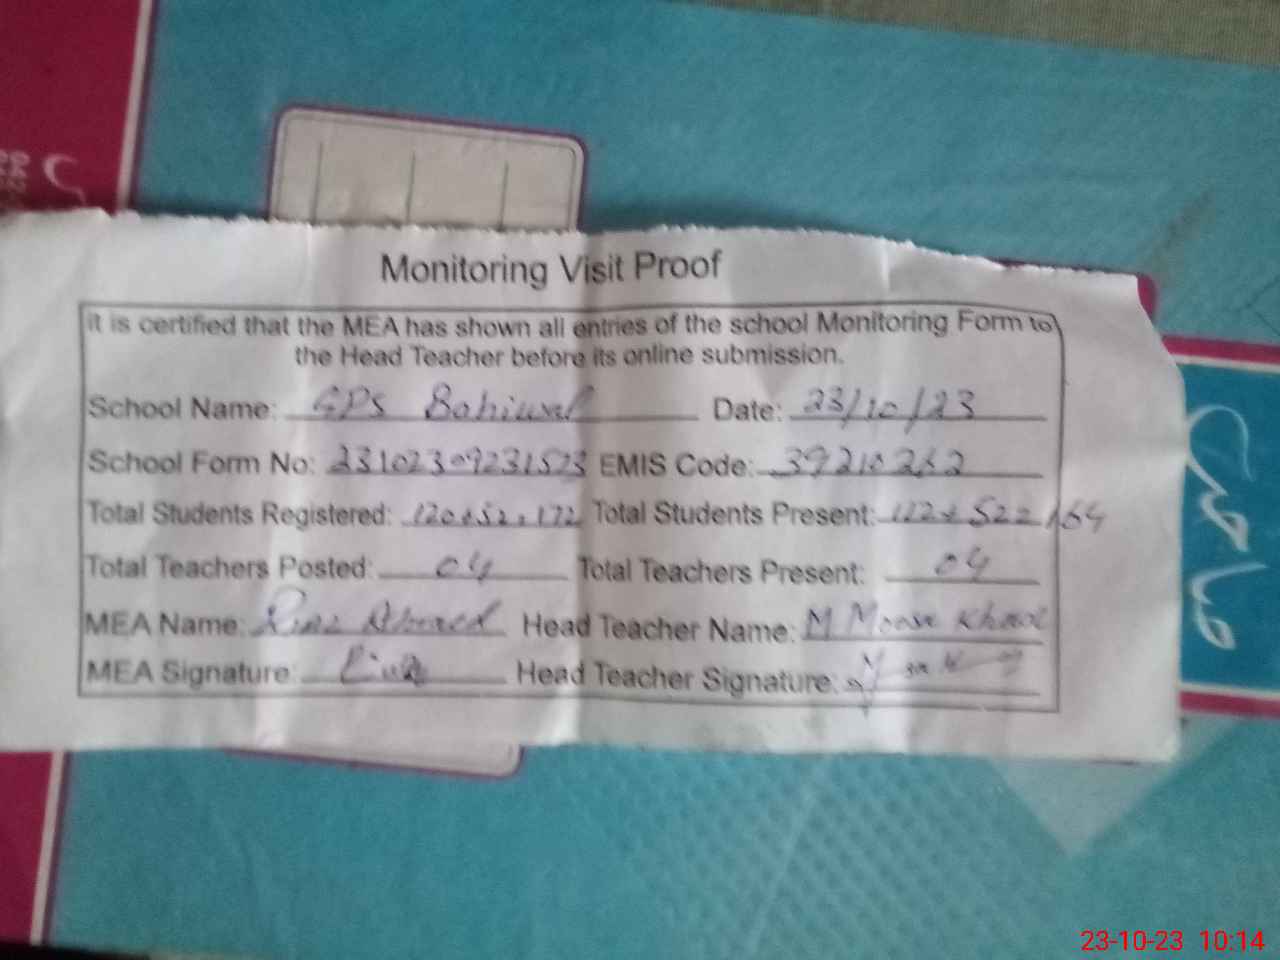 Monitoring Visit Proof
it is certified that the MEA has shown all entries of the school Monitoring Form to
the Head Teacher before its online submission.
School Name: GPS Bahiwal Date: 23/10/23
School Form No: 231023092315 EMIS Code: 39210262
Total Students Registered: 120+52=172 Total Students Present: 112+52=164
Total Teachers Posted: 04 Total Teachers Present: 04
MEA Name: Riaz Ahmed Head Teacher Name: M Moosa Khan
MEA Signature: Riaz Head Teacher Signature:
23-10-23 10:14